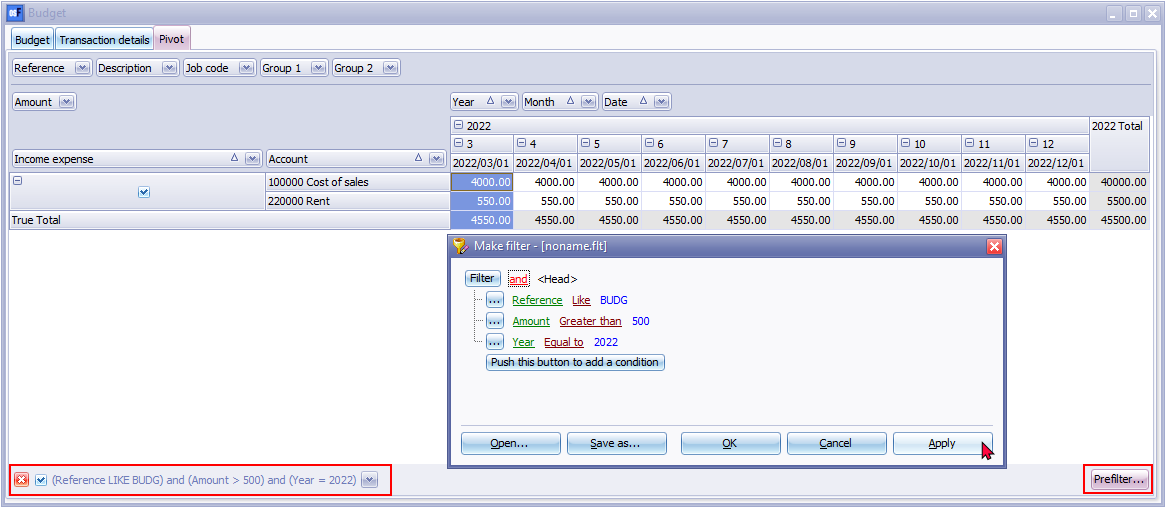 Budget
Budget Transaction details Pivot
Reference Description Job code Group 1 Group 2
Amount Year Month Date
2022 2022 Total
3 4 5 6 7 8 9 10 11 12
Income expense Account 2022/03/01 2022/04/01 2022/05/01 2022/06/01 2022/07/01 2022/08/01 2022/09/01 2022/10/01 2022/11/01 2022/12/01
100000 Cost of sales 4000.00 4000.00 4000.00 4000.00 4000.00 4000.00 4000.00 4000.00 4000.00 4000.00 40000.00
220000 Rent 550.00 550.00 550.00 550.00 550.00 550.00 550.00 550.00 550.00 550.00 5500.00
True Total 4550.00 4550.00 4550.00 4550.00 4550.00 4550.00 4550.00 4550.00 4550.00 4550.00 45500.00
Make filter - [noname.flt]
Filter and <Head>
... Reference Like BUDG
... Amount Greater than 500
... Year Equal to 2022
Push this button to add a condition
Open... Save as... OK Cancel Apply
(Reference LIKE BUDG) and (Amount > 500) and (Year = 2022) Prefilter...